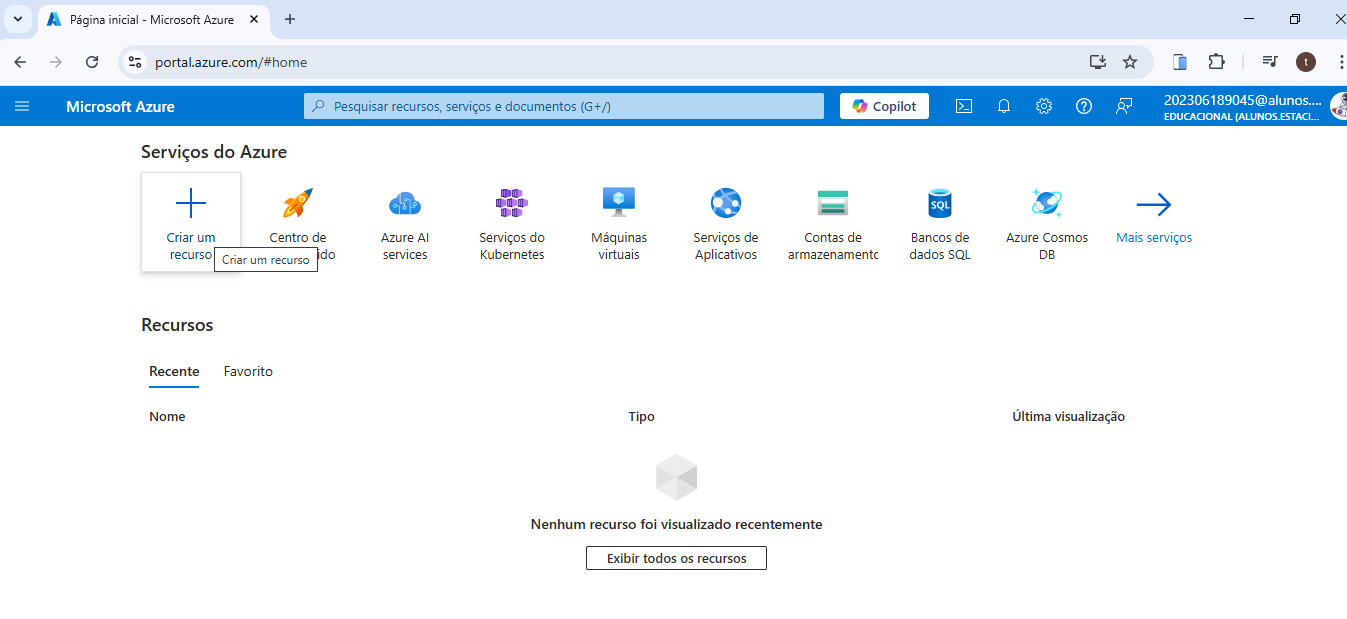 Página inicial - Microsoft Azure
portal.azure.com/#home
t
Microsoft Azure
Pesquisar recursos, serviços e documentos (G+/)
Copilot
202306189045@alunos....
EDUCACIONAL (ALUNOS.ESTACI...
Serviços do Azure
Criar um
recurso
Centro de
ido
Azure AI
services
Serviços do
Kubernetes
Máquinas
virtuais
Serviços de
Aplicativos
Contas de
armazenamento
SQL
Bancos de
dados SQL
Azure Cosmos
DB
Mais serviços
Criar um recurso
Recursos
Recente
Favorito
Nome
Tipo
Última visualização
Nenhum recurso foi visualizado recentemente
Exibir todos os recursos